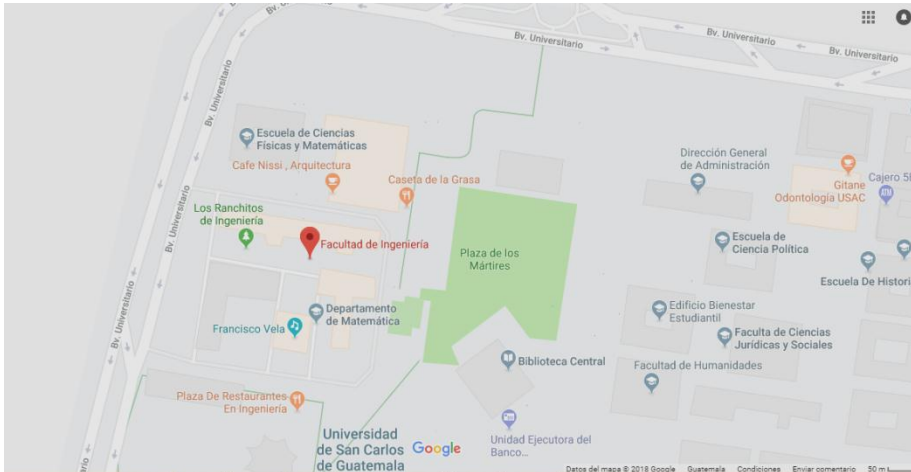 Bv. Universitario
Bv. Universitario
Bv. Universitario
Bv. Universitario
Bv. Universitario
Bv. Universitario
Bv. Universitario
Bv. Universitario
Escuela de Ciencias
Físicas y Matemáticas
Cafe Nissi , Arquitectura
Caseta de la Grasa
Dirección General
de Administración
Gitane
Odontología USAC
Los Ranchitos
de Ingeniería
Facultad de Ingeniería
Plaza de los
Mártires
Escuela de
Ciencia Política
Escuela De Histori
Departamento
de Matemática
Francisco Vela
Edificio Bienestar
Estudiantil
Faculta de Ciencias
Jurídicas y Sociales
Biblioteca Central
Facultad de Humanidades
Plaza De Restaurantes
En Ingeniería
Universidad
de San Carlos
de Guatemala
Google
Unidad Ejecutora del
Banco...
Datos del mapa © 2018 Google Guatemala Condiciones Enviar comentario 50 m